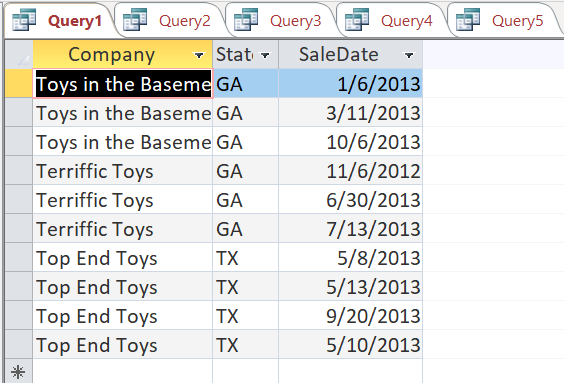 Query1 Query2 Query3 Query4 Query5
Company State SaleDate
Toys in the Baseme GA 1/6/2013
Toys in the Baseme GA 3/11/2013
Toys in the Baseme GA 10/6/2013
Terriffic Toys GA 11/6/2012
Terriffic Toys GA 6/30/2013
Terriffic Toys GA 7/13/2013
Top End Toys TX 5/8/2013
Top End Toys TX 5/13/2013
Top End Toys TX 9/20/2013
Top End Toys TX 5/10/2013